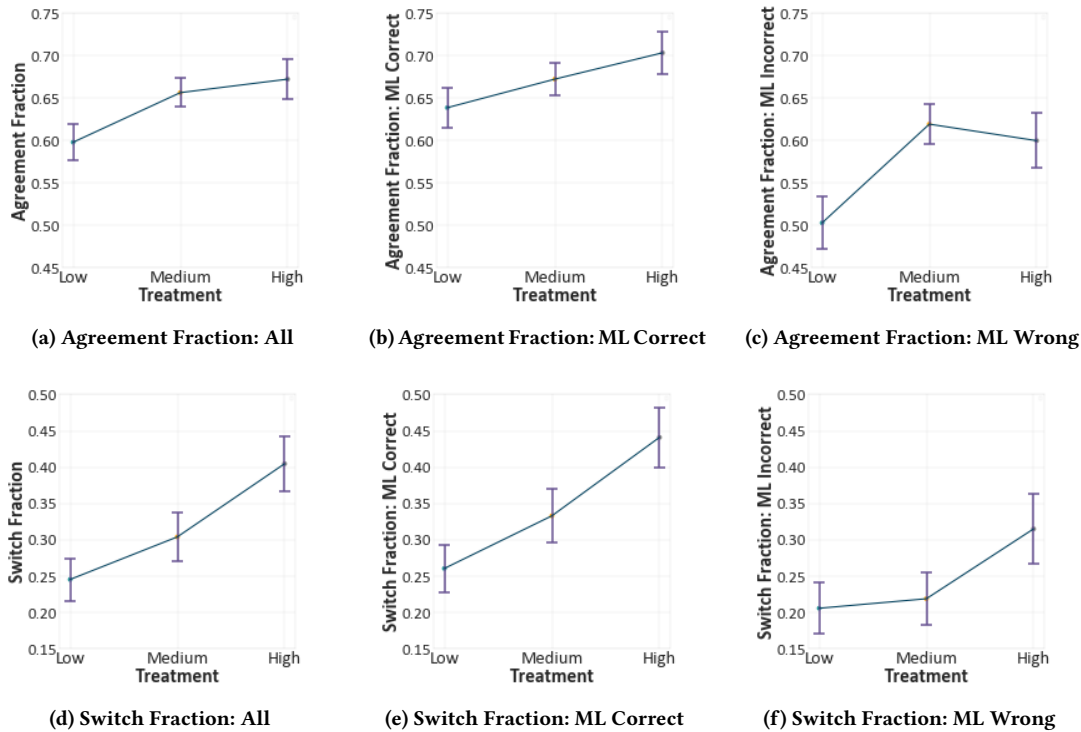 0.75
0.70
0.65
0.60
0.55
0.50
0.45
Agreement Fraction
Low Medium High
Treatment
(a) Agreement Fraction: All
0.75
0.70
0.65
0.60
0.55
0.50
0.45
Agreement Fraction: ML Correct
Low Medium High
Treatment
(b) Agreement Fraction: ML Correct
0.75
0.70
0.65
0.60
0.55
0.50
0.45
Agreement Fraction: ML Incorrect
Low Medium High
Treatment
(c) Agreement Fraction: ML Wrong
0.50
0.45
0.40
0.35
0.30
0.25
0.20
0.15
Switch Fraction
Low Medium High
Treatment
(d) Switch Fraction: All
0.50
0.45
0.40
0.35
0.30
0.25
0.20
0.15
Switch Fraction: ML Correct
Low Medium High
Treatment
(e) Switch Fraction: ML Correct
0.50
0.45
0.40
0.35
0.30
0.25
0.20
0.15
Switch Fraction: ML Incorrect
Low Medium High
Treatment
(f) Switch Fraction: ML Wrong